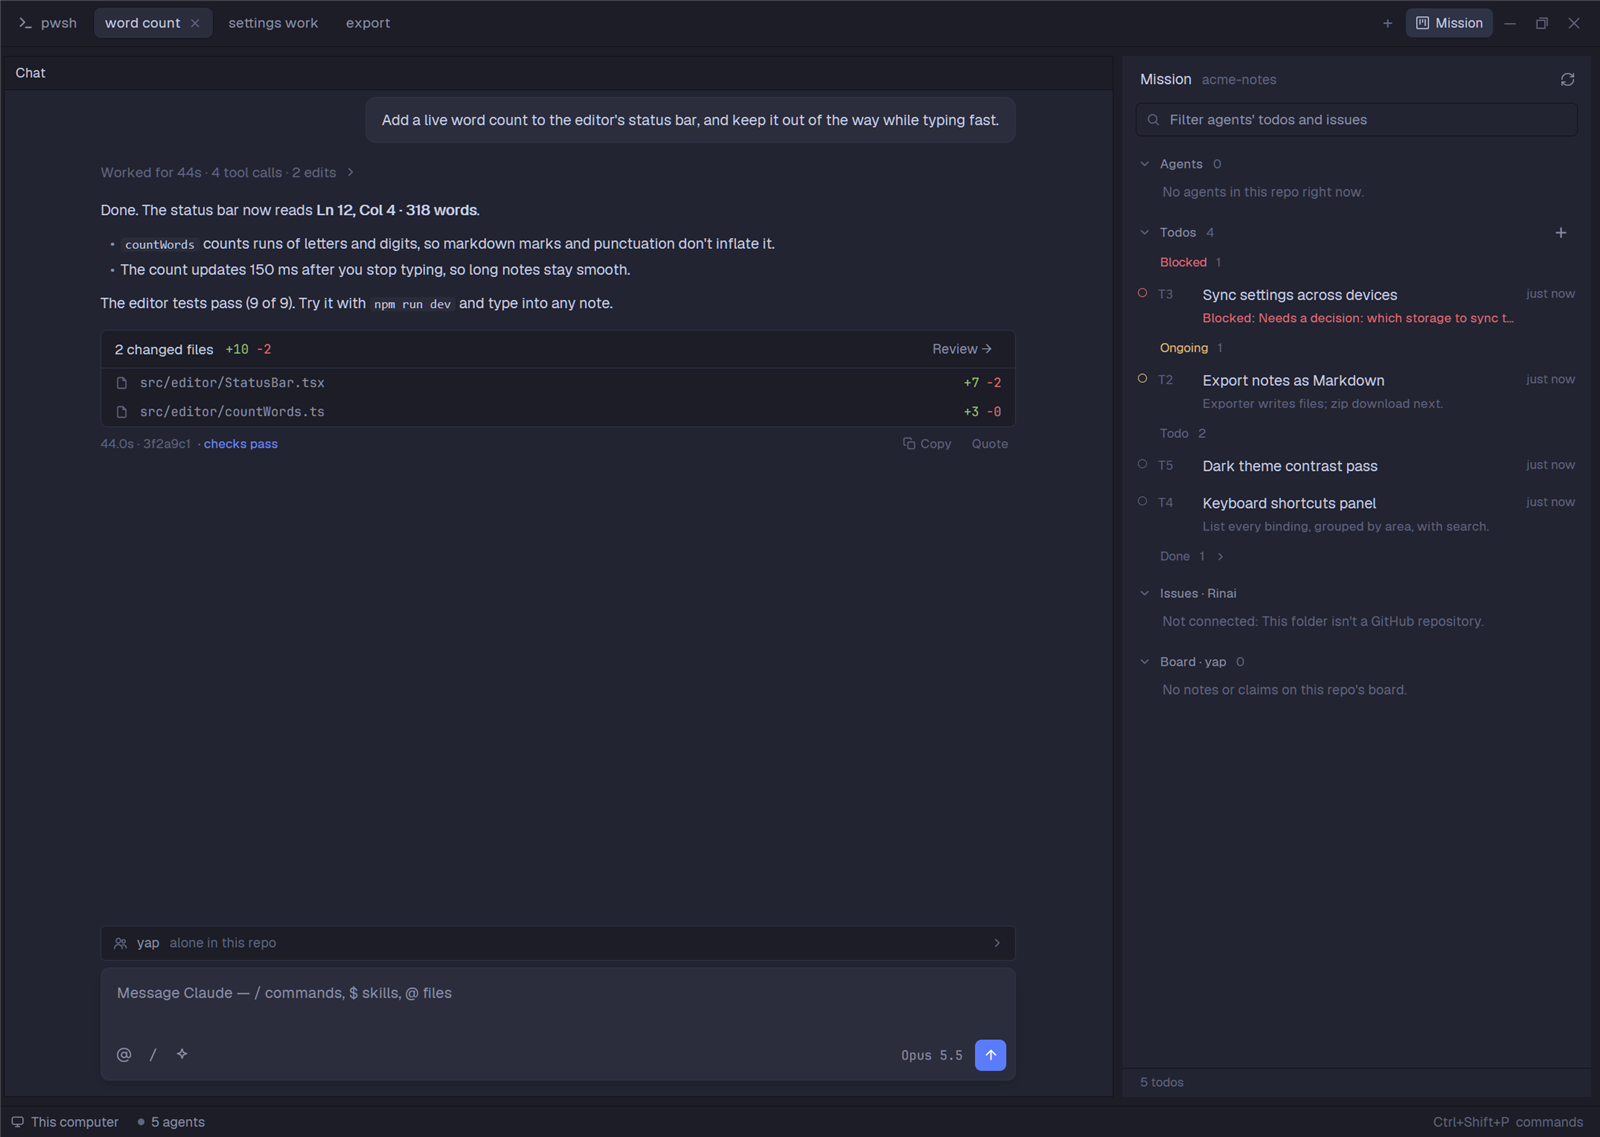 pwsh
word count
settings work
export
Mission
Chat
Add a live word count to the editor's status bar, and keep it out of the way while typing fast.
Worked for 44s · 4 tool calls · 2 edits
Done. The status bar now reads Ln 12, Col 4 · 318 words.
• countWords counts runs of letters and digits, so markdown marks and punctuation don't inflate it.
• The count updates 150 ms after you stop typing, so long notes stay smooth.
The editor tests pass (9 of 9). Try it with npm run dev and type into any note.
2 changed files +10 -2
Review →
src/editor/StatusBar.tsx +7 -2
src/editor/countWords.ts +3 -0
44.0s · 3f2a9c1 · checks pass
Copy
Quote
yap alone in this repo
Message Claude — / commands, $ skills, @ files
@ /
Opus 5.5
Mission acme-notes
Filter agents' todos and issues
Agents 0
No agents in this repo right now.
Todos 4
Blocked 1
T3 Sync settings across devices just now
Blocked: Needs a decision: which storage to sync t…
Ongoing 1
T2 Export notes as Markdown just now
Exporter writes files; zip download next.
Todo 2
T5 Dark theme contrast pass just now
T4 Keyboard shortcuts panel just now
List every binding, grouped by area, with search.
Done 1
Issues · Rinai
Not connected: This folder isn't a GitHub repository.
Board · yap 0
No notes or claims on this repo's board.
5 todos
This computer
5 agents
Ctrl+Shift+P commands